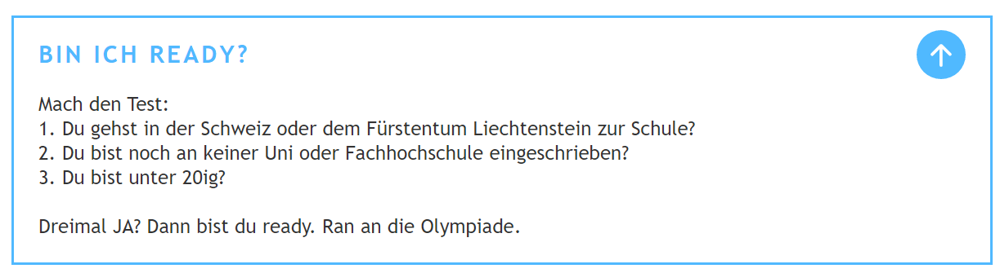 BIN ICH READY?
Mach den Test:
1. Du gehst in der Schweiz oder dem Fürstentum Liechtenstein zur Schule?
2. Du bist noch an keiner Uni oder Fachhochschule eingeschrieben?
3. Du bist unter 20ig?
Dreimal JA? Dann bist du ready. Ran an die Olympiade.